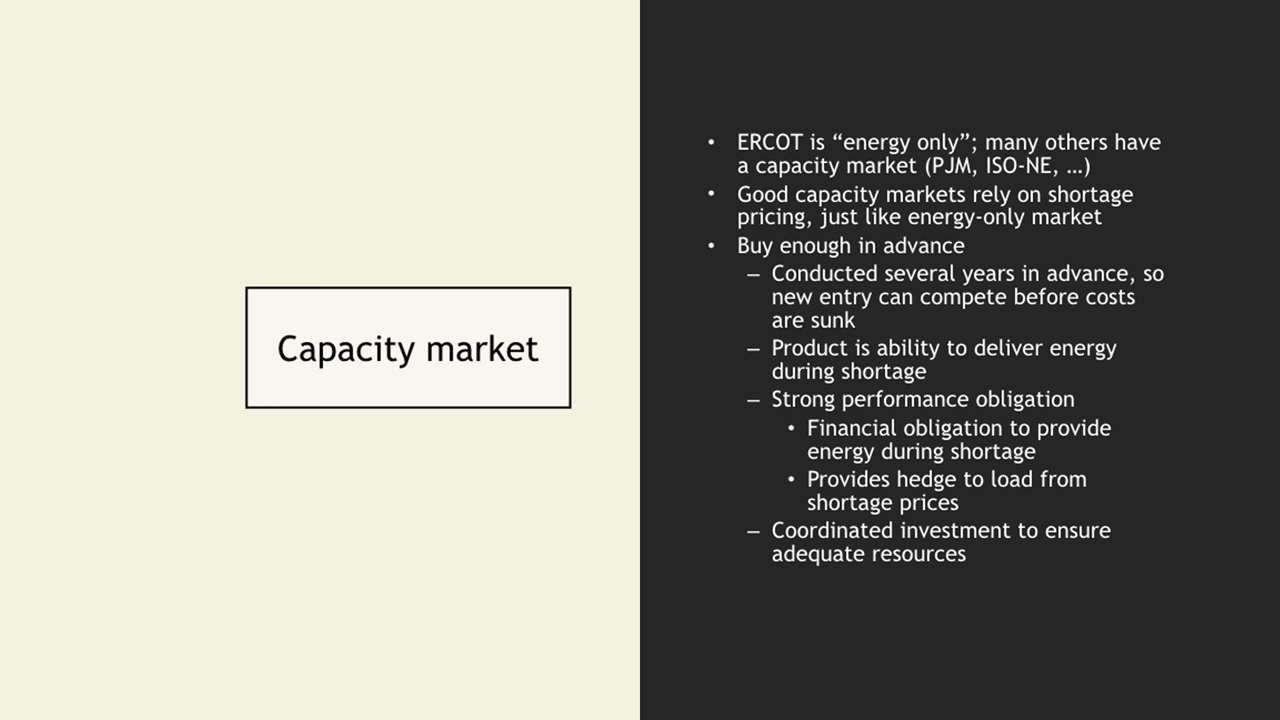 Capacity market
• ERCOT is “energy only”; many others have
a capacity market (PJM, ISO-NE, …)
• Good capacity markets rely on shortage
pricing, just like energy-only market
• Buy enough in advance
– Conducted several years in advance, so
new entry can compete before costs
are sunk
– Product is ability to deliver energy
during shortage
– Strong performance obligation
• Financial obligation to provide
energy during shortage
• Provides hedge to load from
shortage prices
– Coordinated investment to ensure
adequate resources